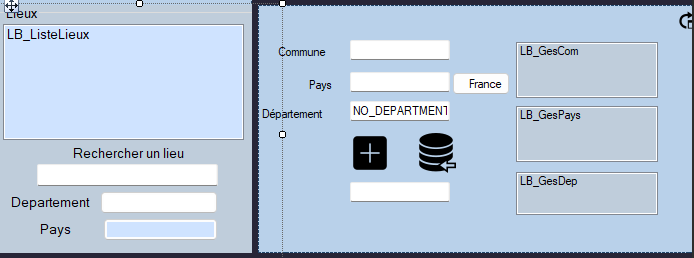 Lieux
LB_ListeLieux
Rechercher un lieu
Departement
Pays
Commune
Pays
France
Département
NO_DEPARTMENT
LB_GesCom
LB_GesPays
LB_GesDep